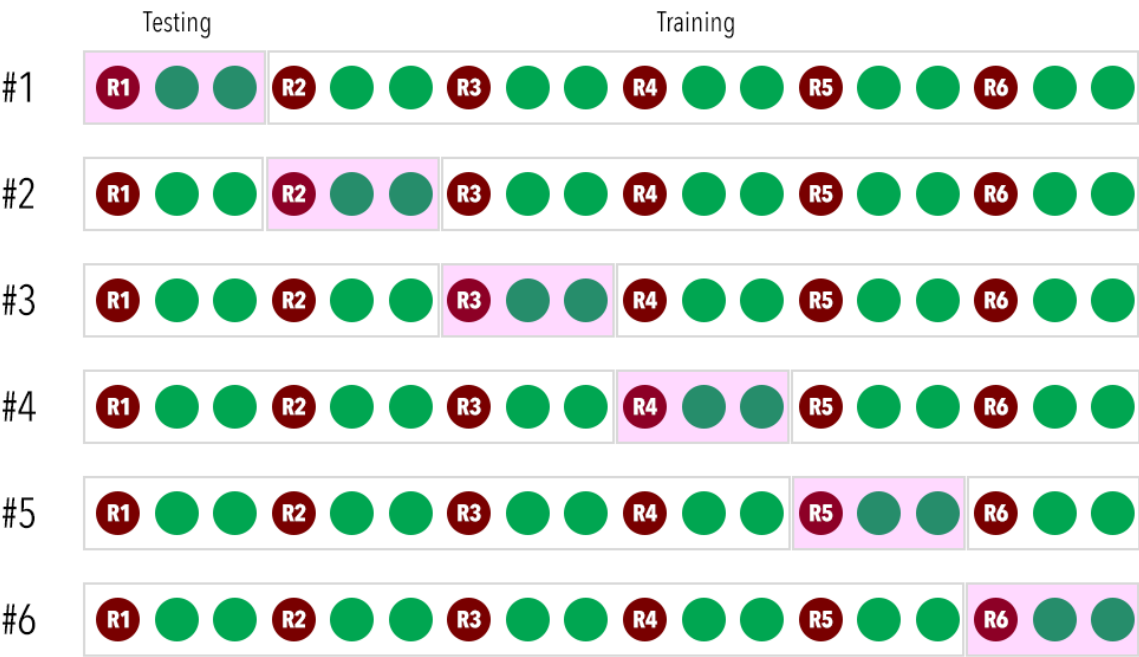 Testing Training
#1 R1 R2 R3 R4 R5 R6
#2 R1 R2 R3 R4 R5 R6
#3 R1 R2 R3 R4 R5 R6
#4 R1 R2 R3 R4 R5 R6
#5 R1 R2 R3 R4 R5 R6
#6 R1 R2 R3 R4 R5 R6